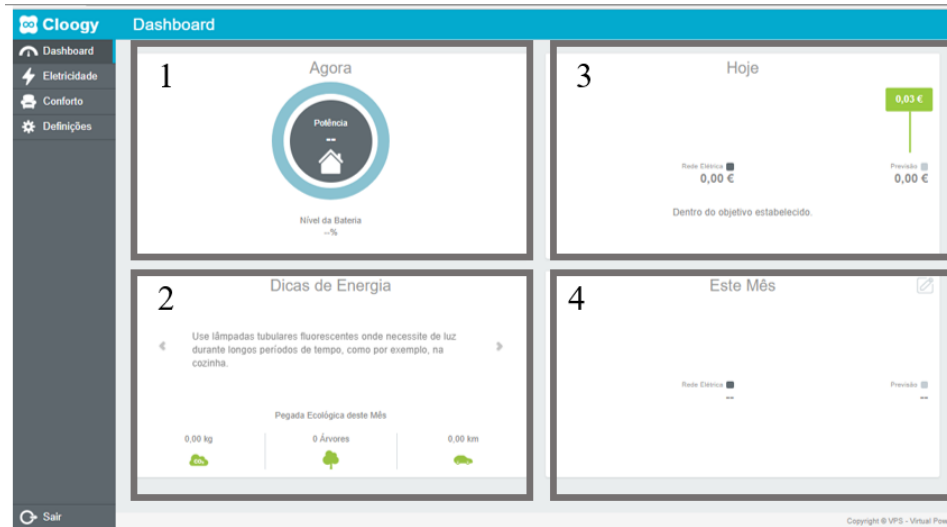 Cloogy
Dashboard
Dashboard
Eletricidade
Conforto
Definições
Sair
1
Agora
Potência
--
Nível da Bateria
--%
2
Dicas de Energia
Use lâmpadas tubulares fluorescentes onde necessite de luz
durante longos períodos de tempo, como por exemplo, na
cozinha.
Pegada Ecológica deste Mês
0,00 kg
0 Árvores
0,00 km
CO₂
3
Hoje
0,03 €
Rede Elétrica
0,00 €
Previsão
0,00 €
Dentro do objetivo estabelecido.
4
Este Mês
Rede Elétrica
--
Previsão
--
Copyright © VPS - Virtual